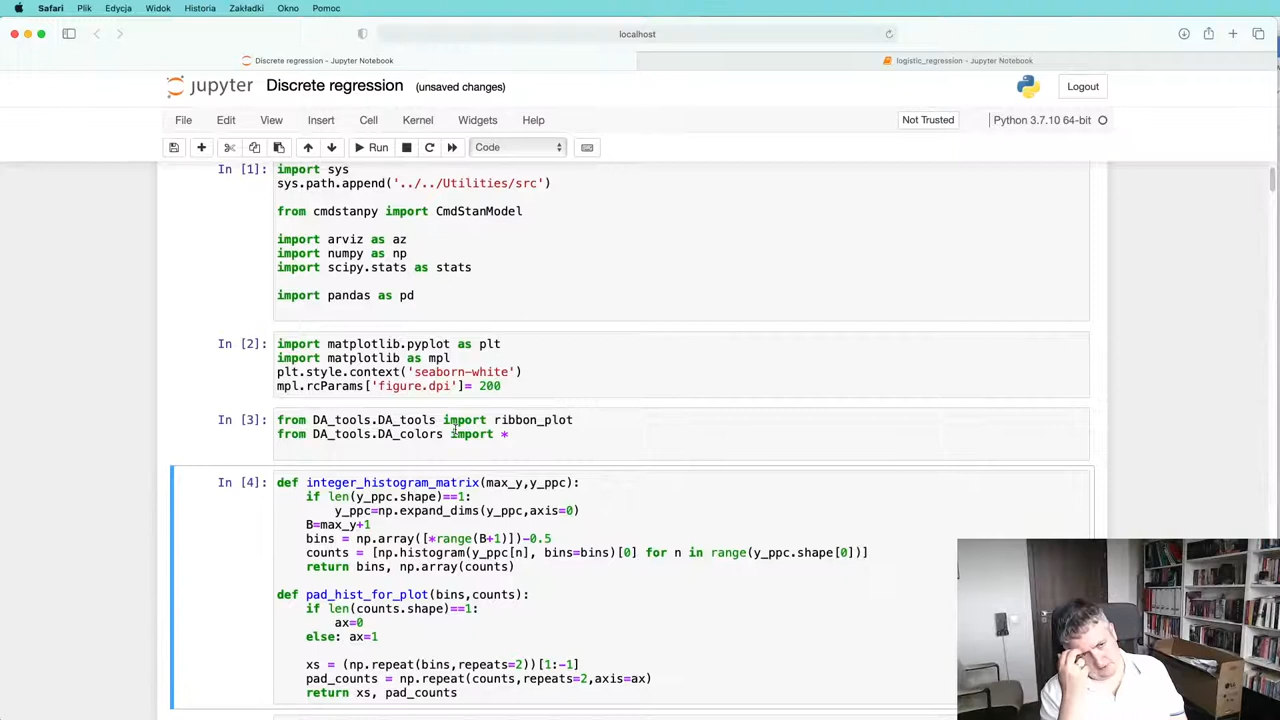 Safari Plik Edycja Widok Historia Zakładki Okno Pomoc
localhost
Discrete regression - Jupyter Notebook
logistic_regression - Jupyter Notebook
jupyter Discrete regression (unsaved changes)
Logout
File Edit View Insert Cell Kernel Widgets Help
Not Trusted
Python 3.7.10 64-bit
Run
Code
In [1]:
import sys
sys.path.append('../../Utilities/src')
from cmdstanpy import CmdStanModel
import arviz as az
import numpy as np
import scipy.stats as stats
import pandas as pd
In [2]:
import matplotlib.pyplot as plt
import matplotlib as mpl
plt.style.context('seaborn-white')
mpl.rcParams['figure.dpi']= 200
In [3]:
from DA_tools.DA_tools import ribbon_plot
from DA_tools.DA_colors import *
In [4]:
def integer_histogram_matrix(max_y,y_ppc):
if len(y_ppc.shape)==1:
y_ppc=np.expand_dims(y_ppc,axis=0)
B=max_y+1
bins = np.array([*range(B+1)])-0.5
counts = [np.histogram(y_ppc[n], bins=bins)[0] for n in range(y_ppc.shape[0])]
return bins, np.array(counts)
def pad_hist_for_plot(bins,counts):
if len(counts.shape)==1:
ax=0
else: ax=1
xs = (np.repeat(bins,repeats=2))[1:-1]
pad_counts = np.repeat(counts,repeats=2,axis=ax)
return xs, pad_counts